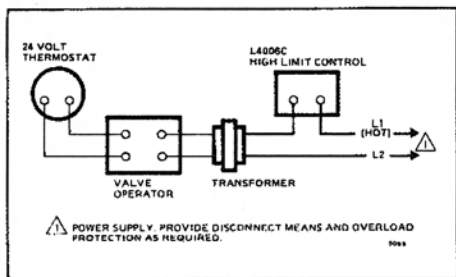 24 VOLT
THERMOSTAT
L4006C
HIGH LIMIT CONTROL
L1
(HOT)
L2
VALVE
OPERATOR
TRANSFORMER
POWER SUPPLY. PROVIDE DISCONNECT MEANS AND OVERLOAD
PROTECTION AS REQUIRED.